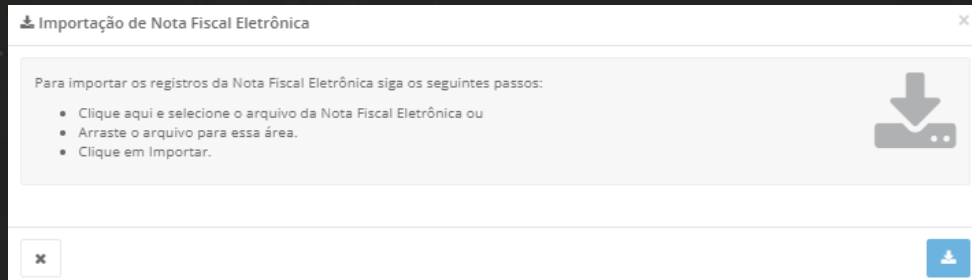 Importação de Nota Fiscal Eletrônica
Para importar os registros da Nota Fiscal Eletrônica siga os seguintes passos:
Clique aqui e selecione o arquivo da Nota Fiscal Eletrônica ou
Arraste o arquivo para essa área.
Clique em Importar.